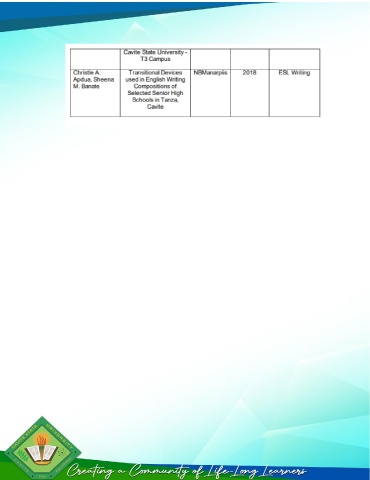 Cavite State University -
T3 Campus
Christie A. Transitional Devices NBManarpiis 2018 ESL Writing
Apdua, Sheena used in English Writing
M. Banate Compositions of
Selected Senior High
Schools in Tanza,
Cavite
Creating a Community of Life-Long Learners